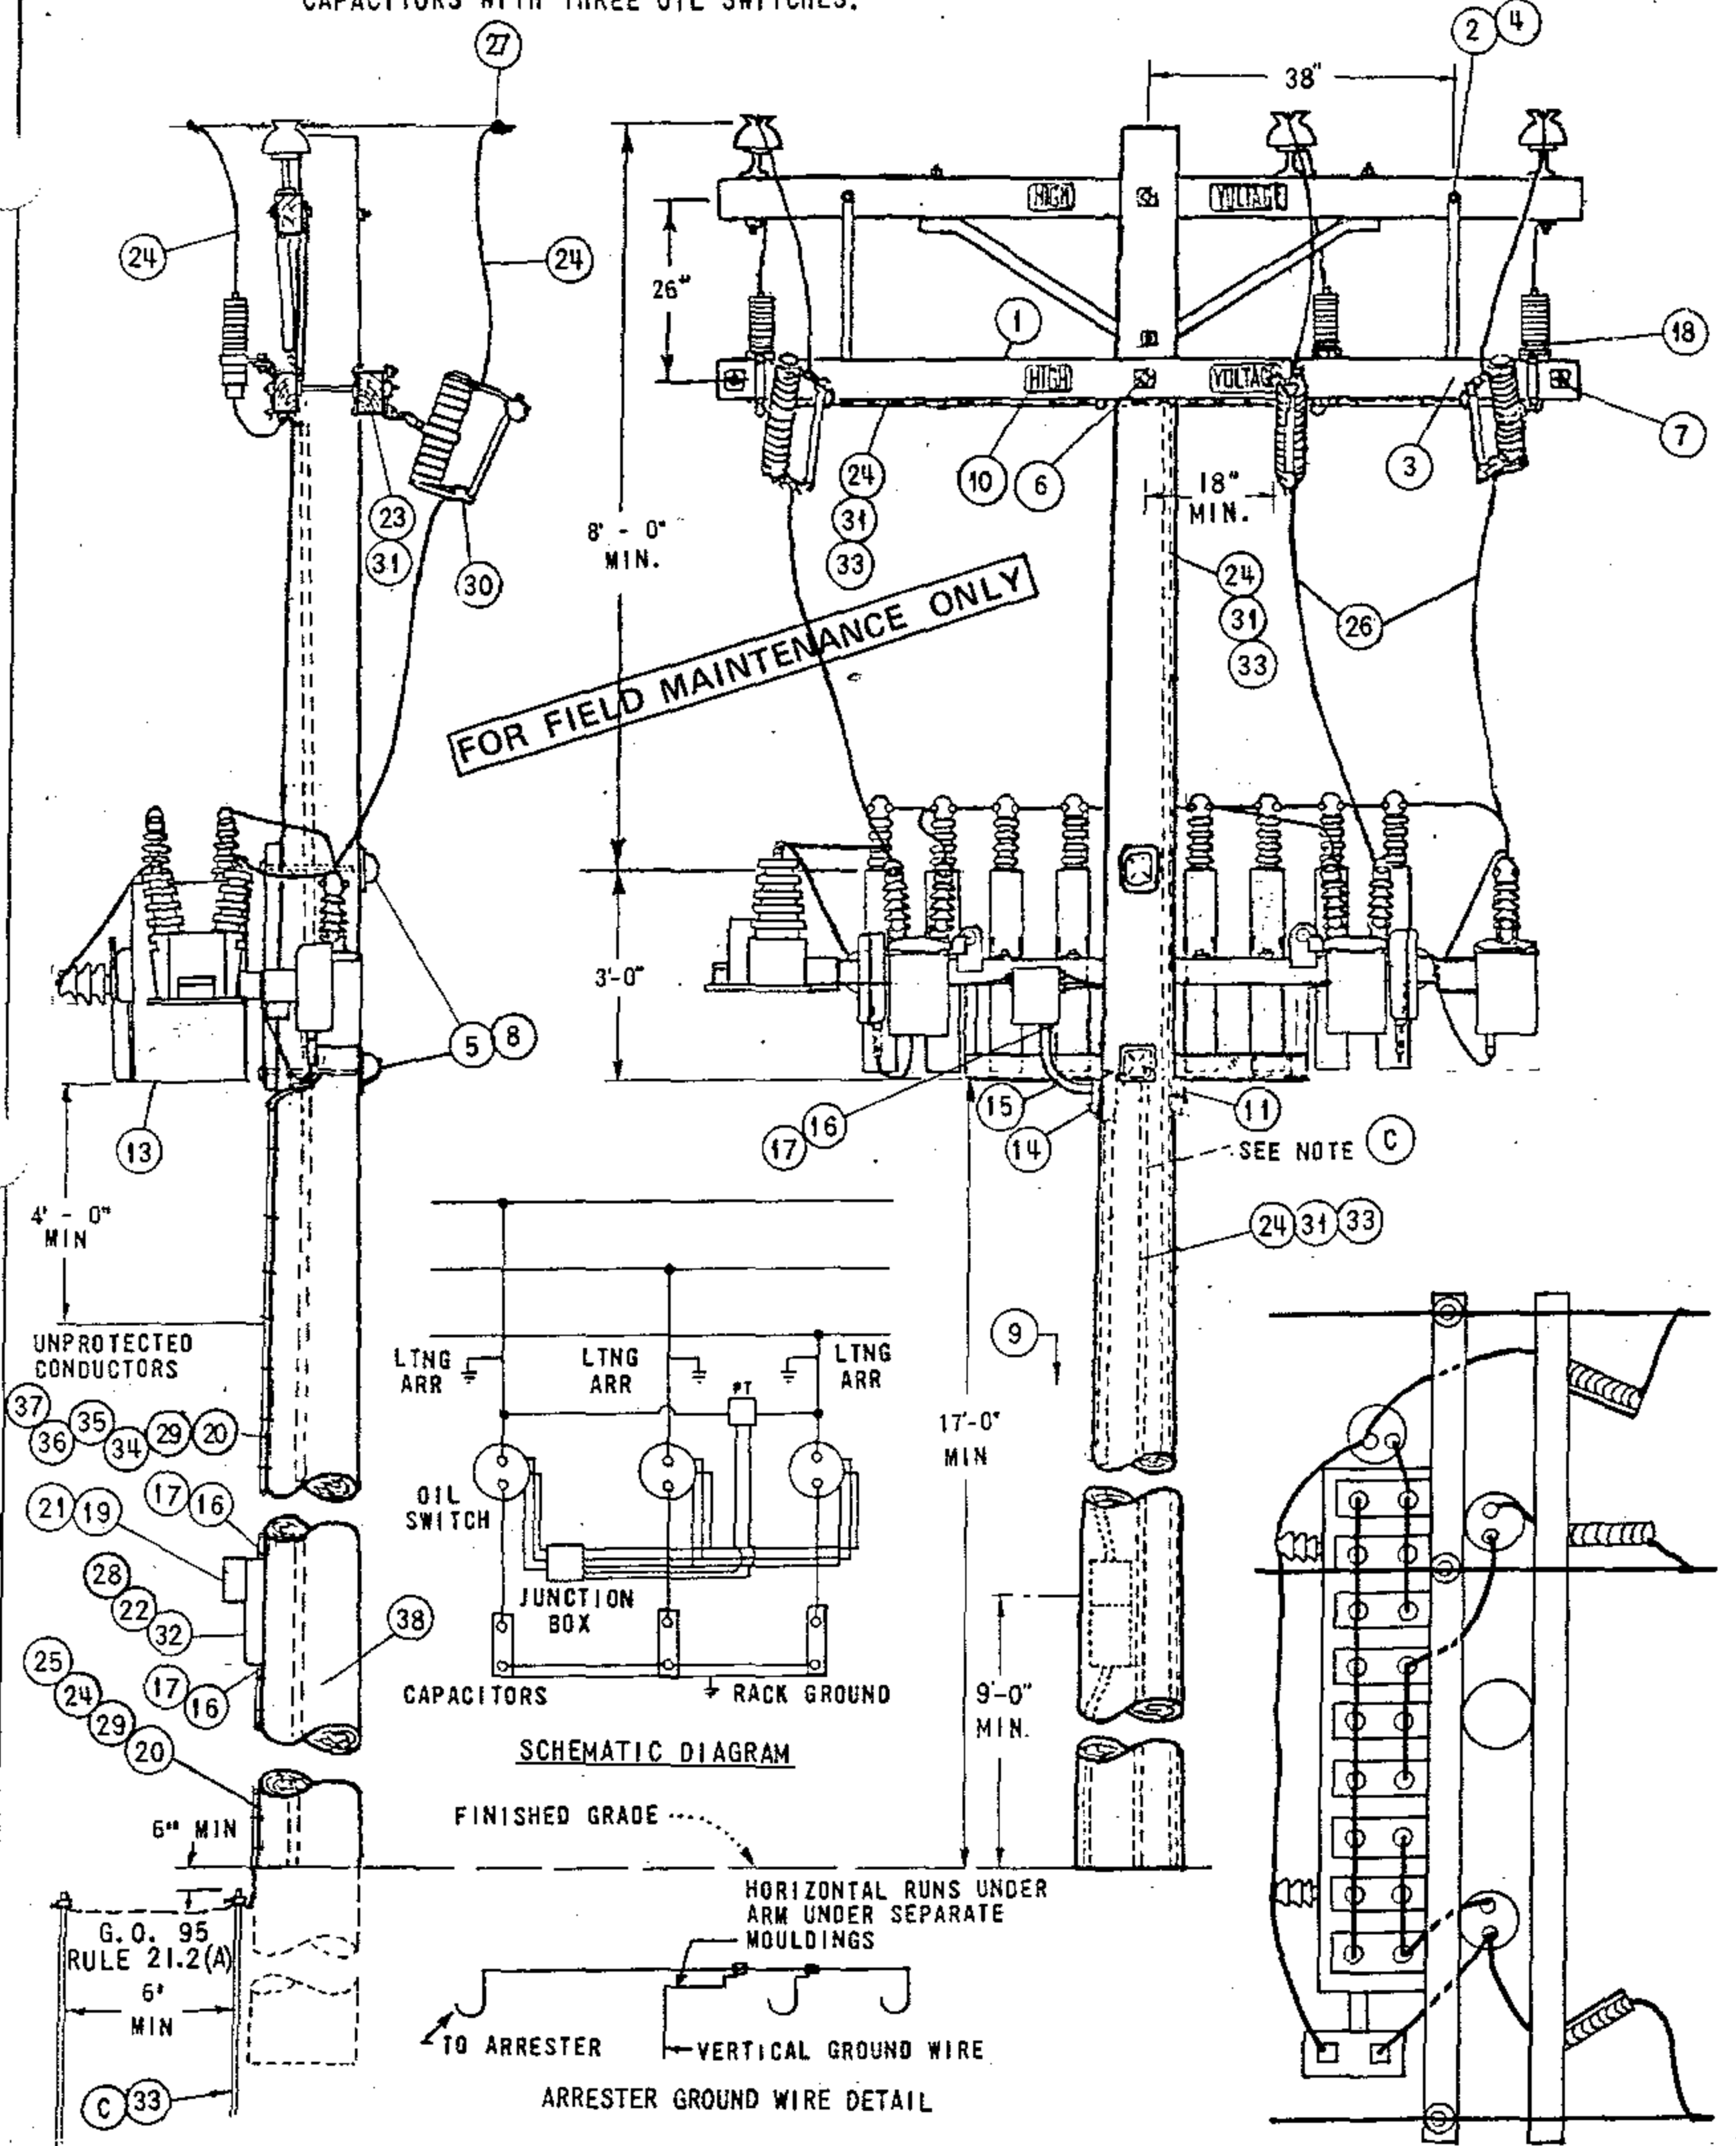 CAPACITORS WITH THREE OIL SWITCHES.
27
2 4
38"
24
24
26"
HIGH VOLTAGE
1
18
HIGH VOLTAGE
7
3
23
31
30
8' - 0"
MIN.
24
31
33
10
6
18"
MIN.
24
31
33
26
FOR FIELD MAINTENANCE ONLY
3'-0"
5 8
13
17 16
15
14
11
SEE NOTE C
4' - 0"
MIN
24 31 33
UNPROTECTED
CONDUCTORS
LTNG
ARR
LTNG
ARR
LTNG
ARR
PT
9
17'-0"
MIN
37
36
35
34
29
20
OIL
SWITCH
17 16
21 19
28
22
32
JUNCTION
BOX
38
25
24
29
20
17
16
CAPACITORS
RACK GROUND
9'-0"
MIN.
SCHEMATIC DIAGRAM
6" MIN
FINISHED GRADE
HORIZONTAL RUNS UNDER
ARM UNDER SEPARATE
MOULDINGS
G.O. 95
RULE 21.2(A)
6'
MIN
TO ARRESTER
VERTICAL GROUND WIRE
C 33
ARRESTER GROUND WIRE DETAIL